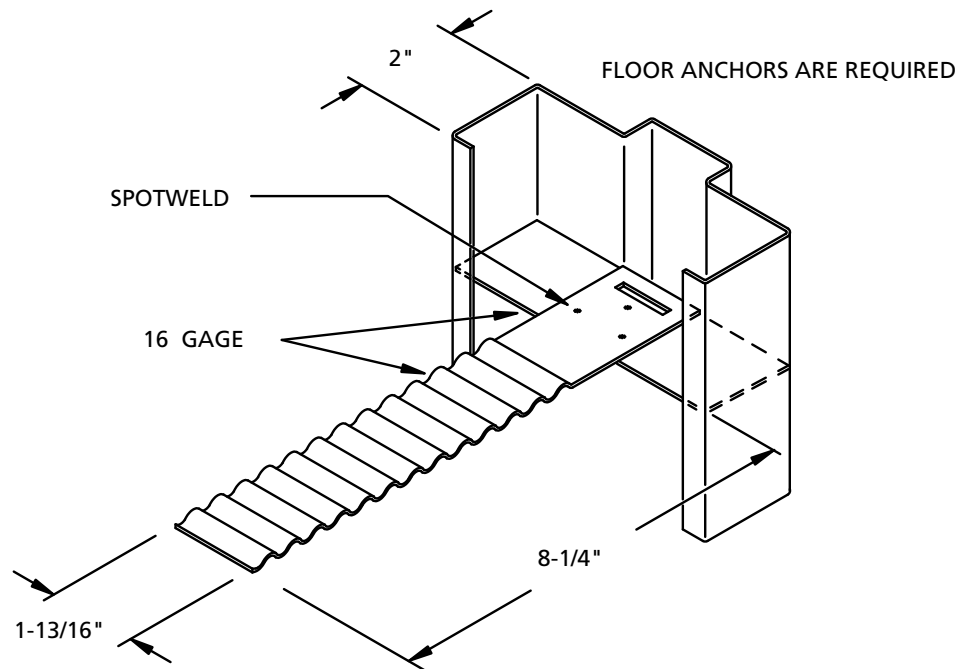 2"
FLOOR ANCHORS ARE REQUIRED
SPOTWELD
16 GAGE
8-1/4"
1-13/16"